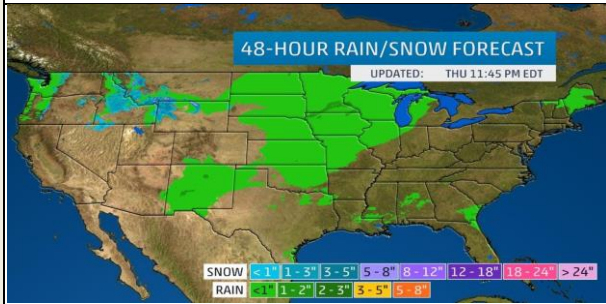 48-HOUR RAIN/SNOW FORECAST
UPDATED: THU 11:45 PM EDT
SNOW <1" 1 - 3" 3 - 5" 5 - 8" 8 - 12" 12 - 18" 18 - 24" > 24"
RAIN <1" 1 - 2" 2 - 3" 3 - 5" 5 - 8"